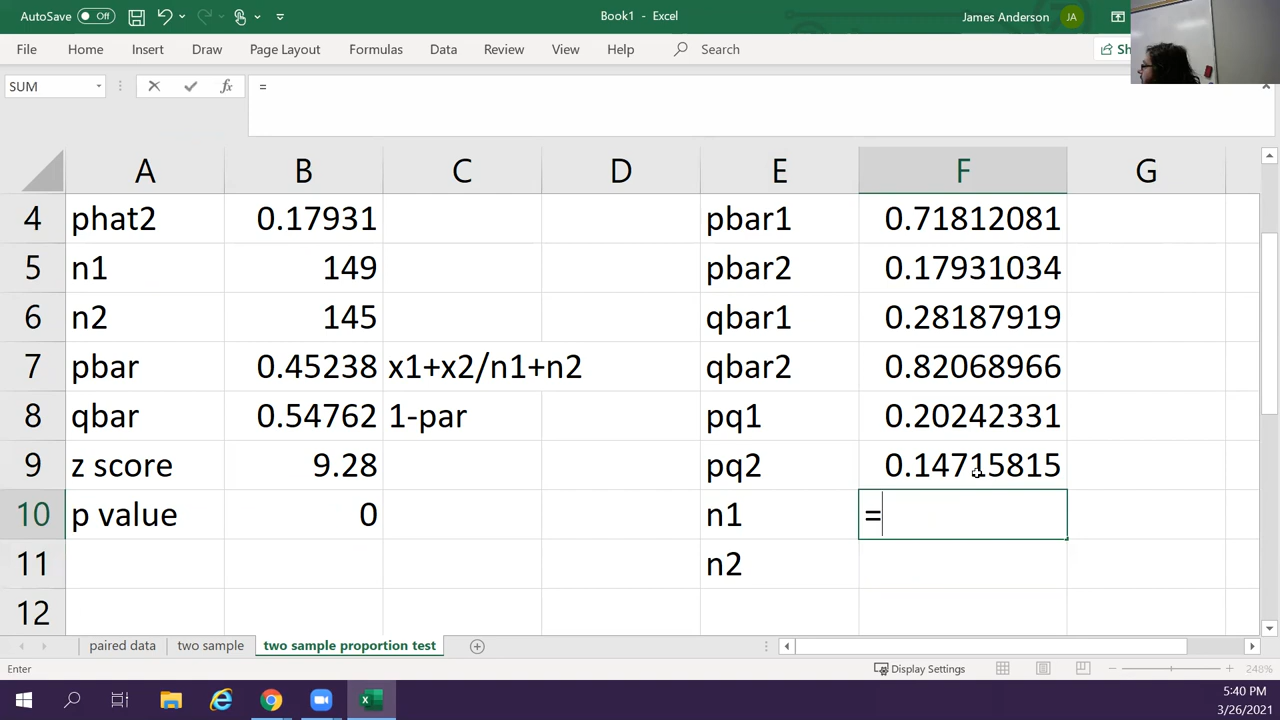 AutoSave Off Book1 - Excel James Anderson JA
File Home Insert Draw Page Layout Formulas Data Review View Help Search Sh
SUM fx =
A B C D E F G
4 phat2 0.17931 pbar1 0.71812081
5 n1 149 pbar2 0.17931034
6 n2 145 qbar1 0.28187919
7 pbar 0.45238 x1+x2/n1+n2 qbar2 0.82068966
8 qbar 0.54762 1-par pq1 0.20242331
9 z score 9.28 pq2 0.14715815
10 p value 0 n1 =
11 n2
12
paired data two sample two sample proportion test
Enter Display Settings 248%
5:40 PM
3/26/2021